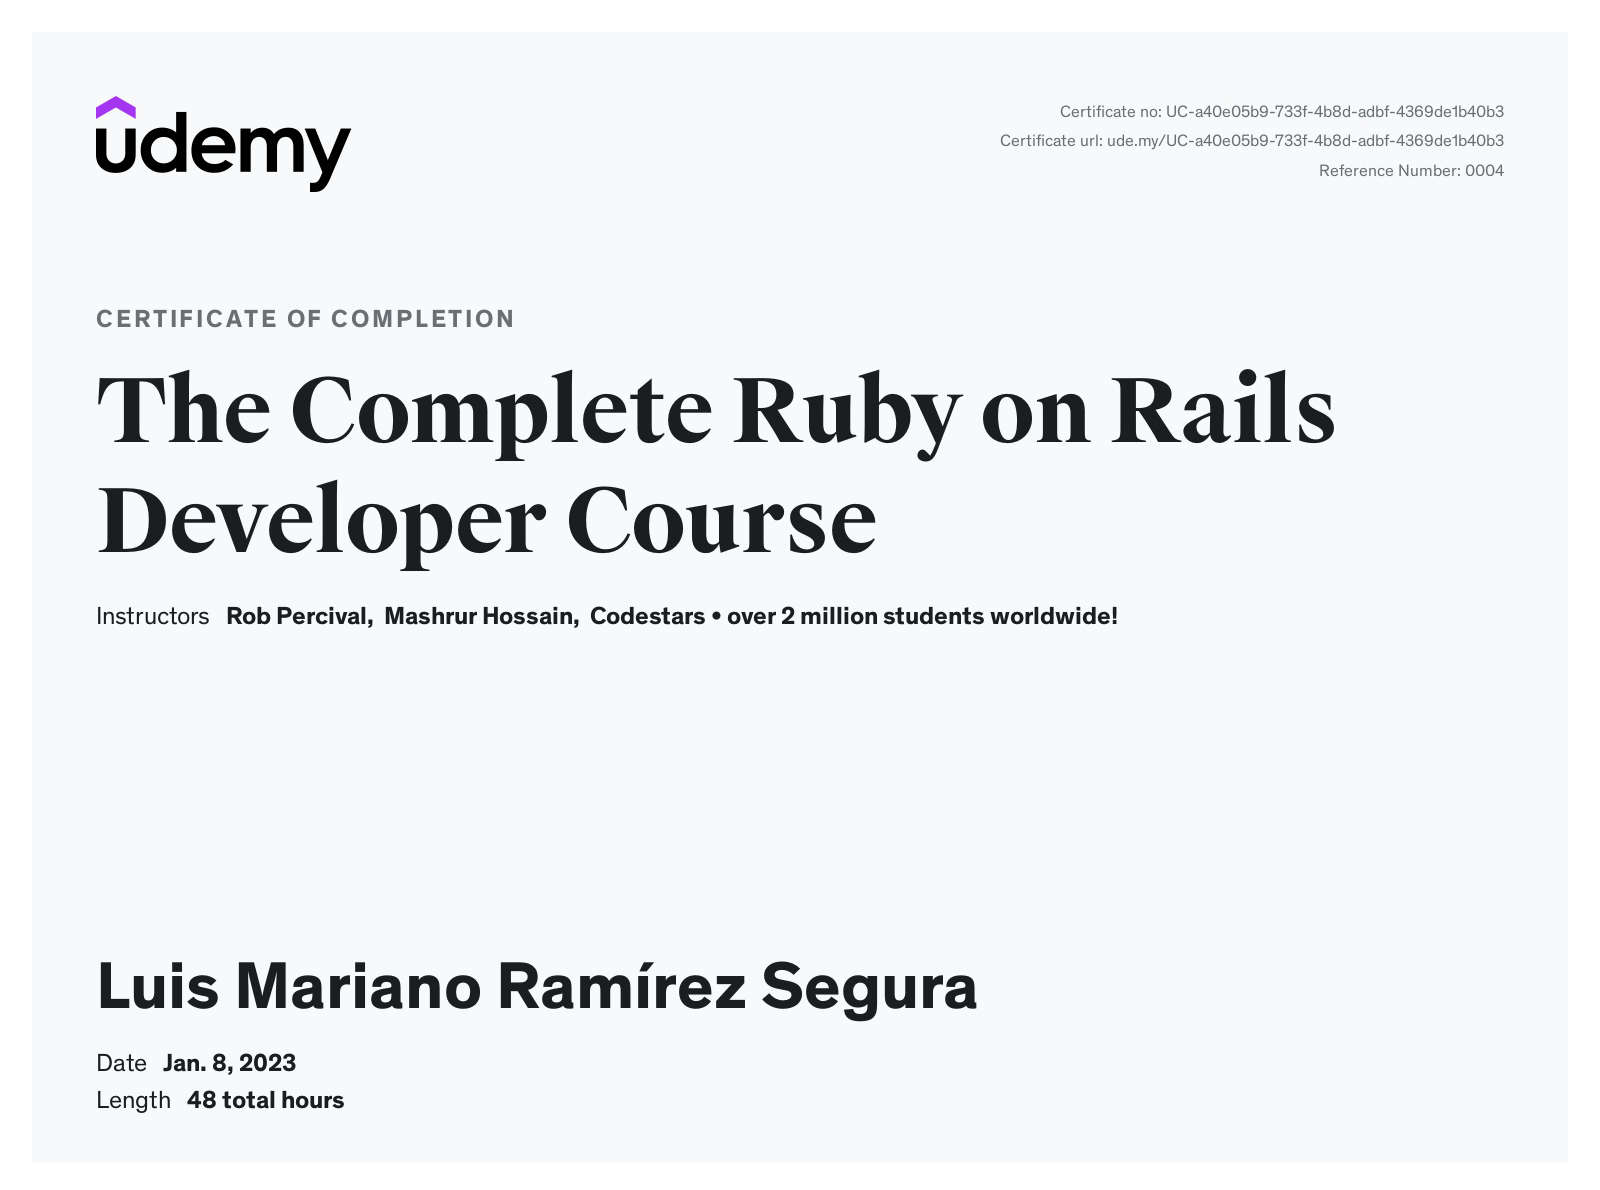 udemy
Certificate no: UC-a40e05b9-733f-4b8d-adbf-4369de1b40b3
Certificate url: ude.my/UC-a40e05b9-733f-4b8d-adbf-4369de1b40b3
Reference Number: 0004
CERTIFICATE OF COMPLETION
The Complete Ruby on Rails
Developer Course
Instructors Rob Percival, Mashrur Hossain, Codestars • over 2 million students worldwide!
Luis Mariano Ramírez Segura
Date Jan. 8, 2023
Length 48 total hours